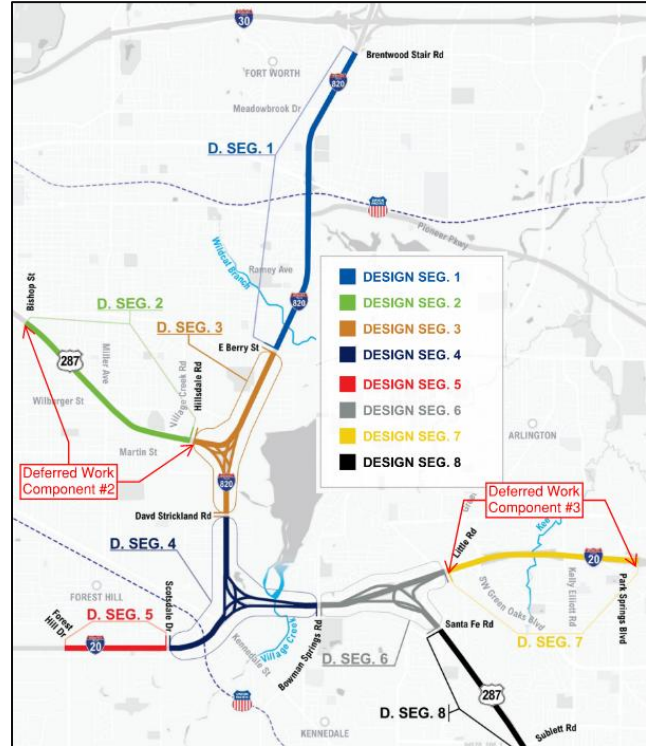 30
Brentwood Stair Rd
FORT WORTH
820
Meadowbrook Dr
D. SEG. 1
Pioneer Pkwy
Wildcat Branch
Ramey Ave
820
Bishop St
D. SEG. 2
D. SEG. 3
E Berry St
287
Miller Ave
Village Creek Rd
Hillsdale Rd
Wilbarger St
Martin St
DESIGN SEG. 1
DESIGN SEG. 2
DESIGN SEG. 3
DESIGN SEG. 4
DESIGN SEG. 5
DESIGN SEG. 6
DESIGN SEG. 7
DESIGN SEG. 8
ARLINGTON
Deferred Work
Component #2
820
Davd Strickland Rd
Deferred Work
Component #3
Little Rd
20
D. SEG. 4
FOREST HILL
Scotsdale Dr
D. SEG. 5
Forest
Hill Dr
20
Kennedale St
Village Creek
Bowman Springs Rd
D. SEG. 6
SW Green Oaks Blvd
Kelly Elliott Rd
Park Springs Blvd
Santa Fe Rd
D. SEG. 7
D. SEG. 8
287
Sublett Rd
KENNEDALE